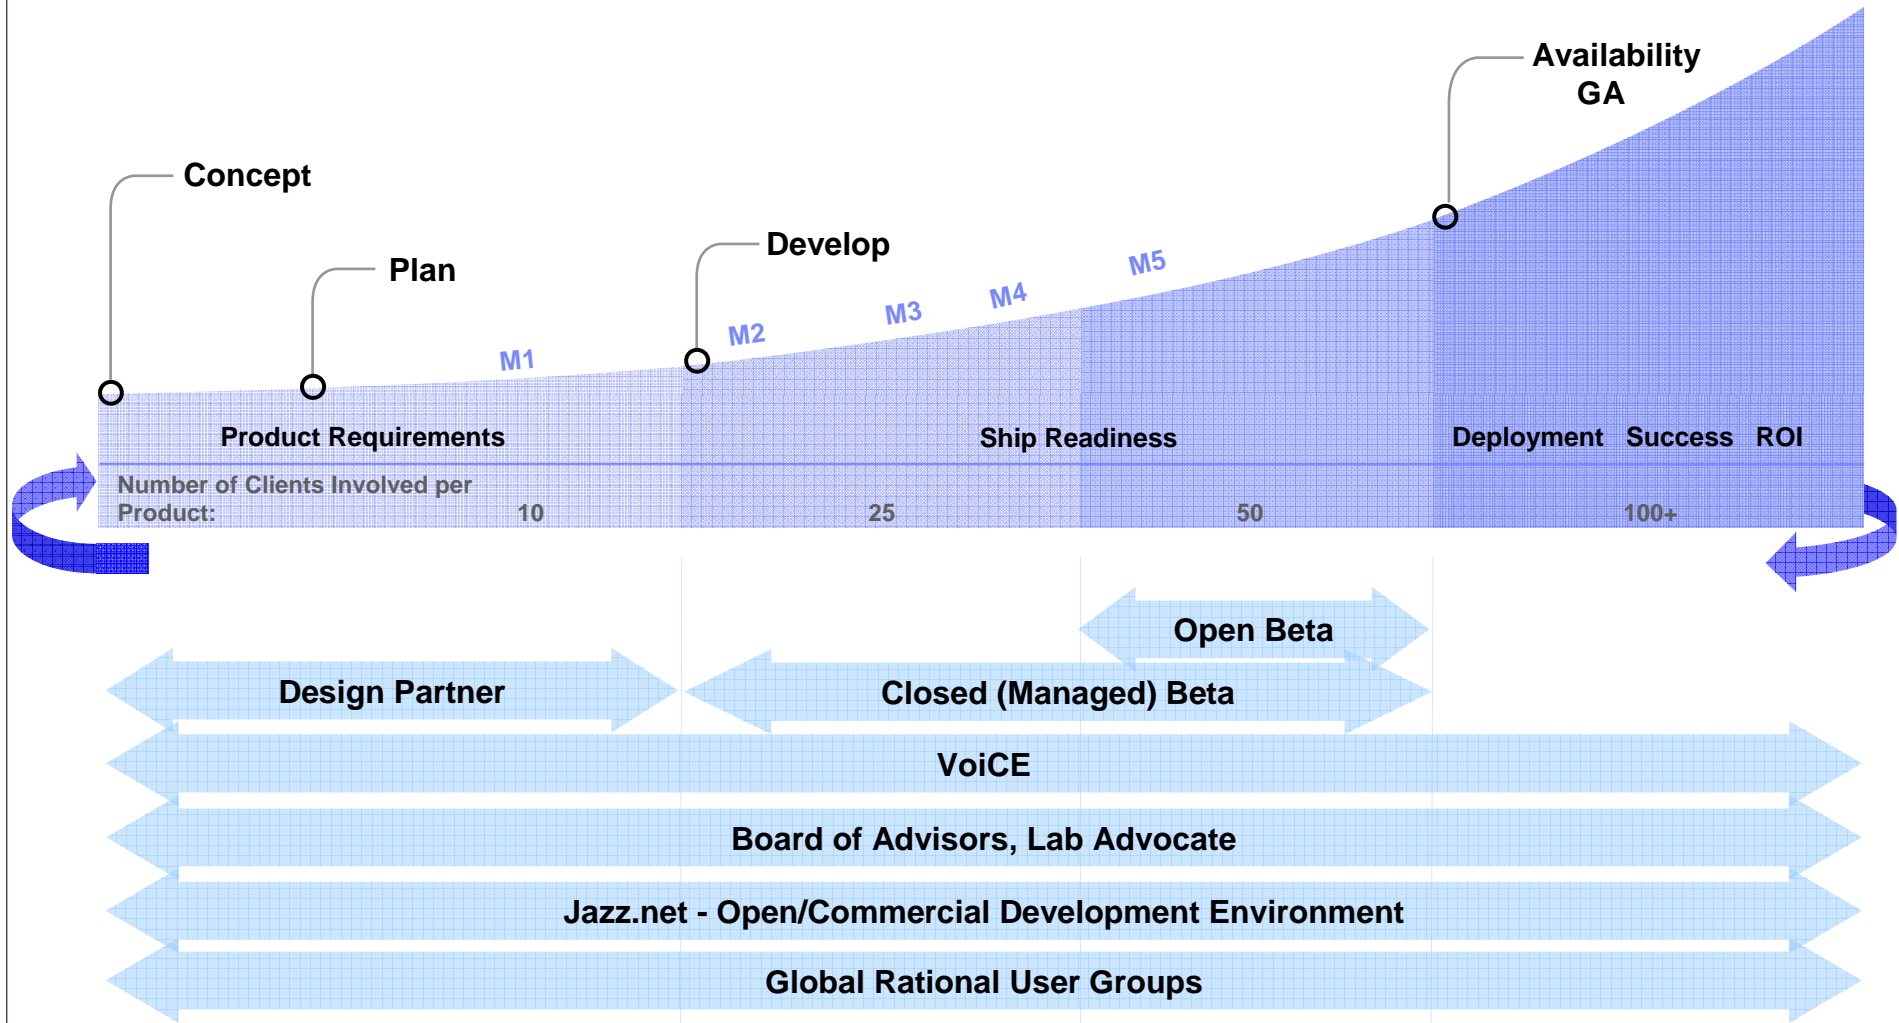 Availability
GA
Concept
Develop
Plan
M1
M2
M3
M4
M5
Product Requirements
Ship Readiness
Deployment Success ROI
Number of Clients Involved per
Product:
10
25
50
100+
Open Beta
Design Partner
Closed (Managed) Beta
VoiCE
Board of Advisors, Lab Advocate
Jazz.net - Open/Commercial Development Environment
Global Rational User Groups